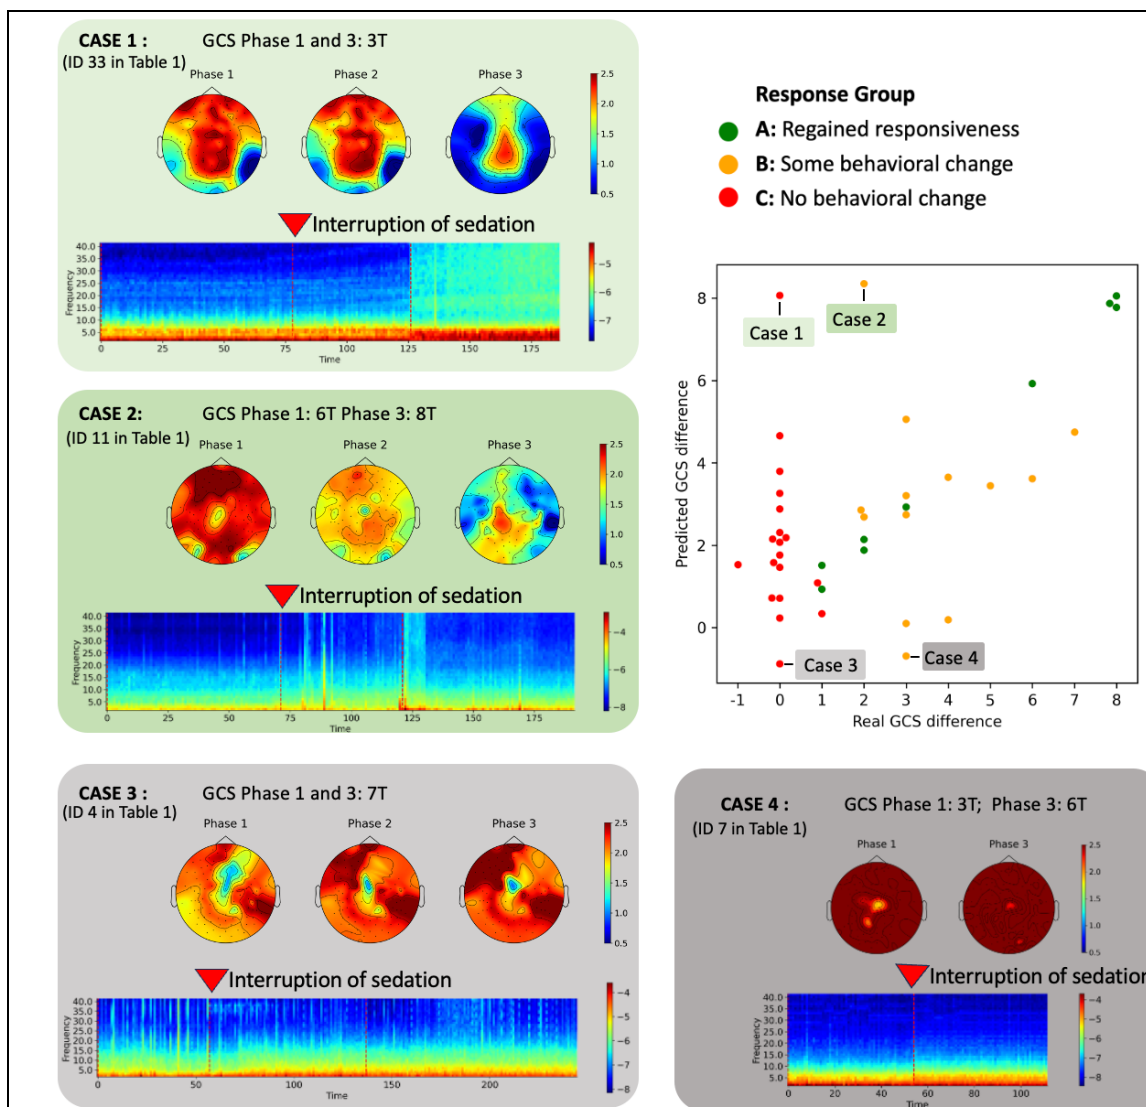 CASE 1 :
GCS Phase 1 and 3: 3T
(ID 33 in Table 1)
Phase 1
Phase 2
Phase 3
2.5
2.0
1.5
1.0
0.5
Interruption of sedation
Frequency
40.0
35.0
30.0
25.0
20.0
15.0
10.0
5.0
0
25
50
75
100
125
150
175
Time
−5
−6
−7
Response Group
A: Regained responsiveness
B: Some behavioral change
C: No behavioral change
CASE 2:
GCS Phase 1: 6T Phase 3: 8T
(ID 11 in Table 1)
Phase 1
Phase 2
Phase 3
2.5
2.0
1.5
1.0
0.5
Interruption of sedation
Frequency
40.0
35.0
30.0
25.0
20.0
15.0
10.0
5.0
0
25
50
75
100
125
150
175
Time
−4
−6
−8
Predicted GCS difference
8
6
4
2
0
Case 1
Case 2
Case 3
Case 4
-1
0
1
2
3
4
5
6
7
8
Real GCS difference
CASE 3 :
GCS Phase 1 and 3: 7T
(ID 4 in Table 1)
Phase 1
Phase 2
Phase 3
2.5
2.0
1.5
1.0
0.5
Interruption of sedation
Frequency
40.0
35.0
30.0
25.0
20.0
15.0
10.0
5.0
0
50
100
150
200
Time
−4
−5
−6
−7
−8
CASE 4 :
GCS Phase 1: 3T; Phase 3: 6T
(ID 7 in Table 1)
Phase 1
Phase 3
2.5
2.0
1.5
1.0
0.5
Interruption of sedation
Frequency
40.0
35.0
30.0
25.0
20.0
15.0
10.0
5.0
0
20
40
60
80
100
Time
−4
−5
−6
−7
−8